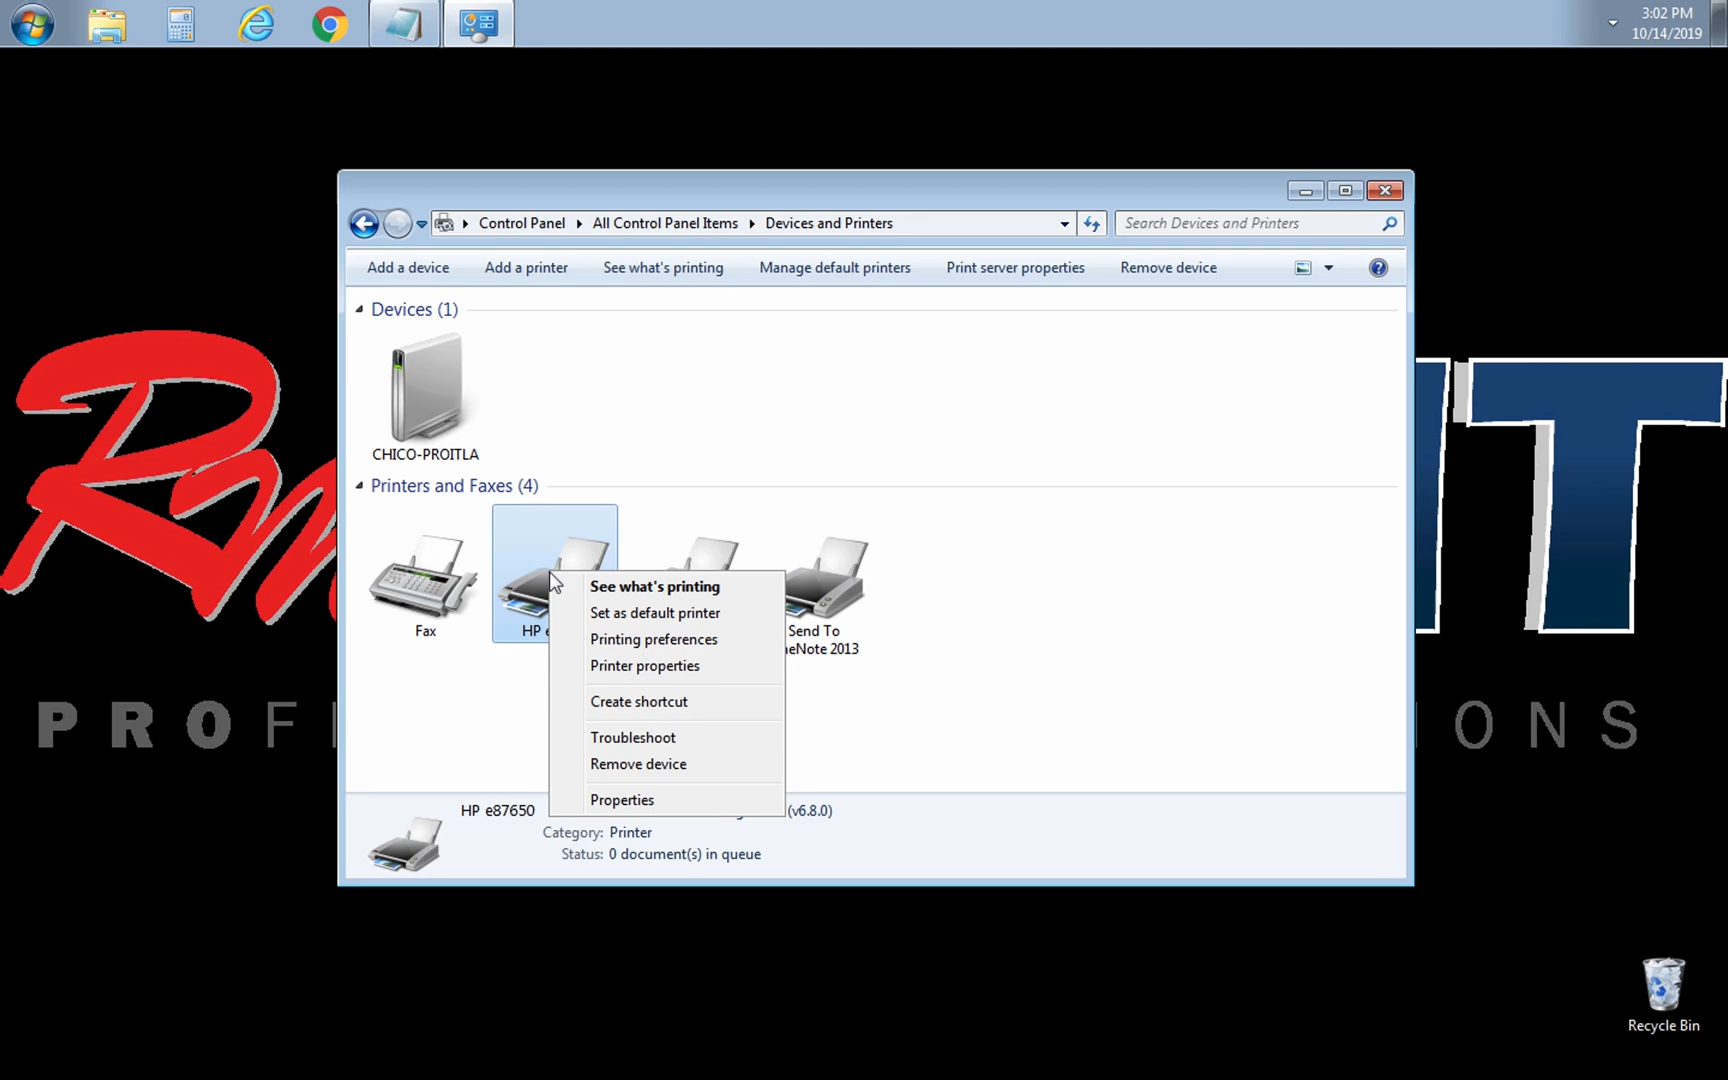 3:02 PM
10/14/2019
Control Panel
All Control Panel Items
Devices and Printers
Search Devices and Printers
Add a device
Add a printer
See what's printing
Manage default printers
Print server properties
Remove device
Devices (1)
CHICO-PROITLA
Printers and Faxes (4)
Fax
HP
Send To
eNote 2013
See what's printing
Set as default printer
Printing preferences
Printer properties
Create shortcut
Troubleshoot
Remove device
Properties
HP e87650
(v6.8.0)
Category: Printer
Status: 0 document(s) in queue
T
PROF
IONS
Recycle Bin